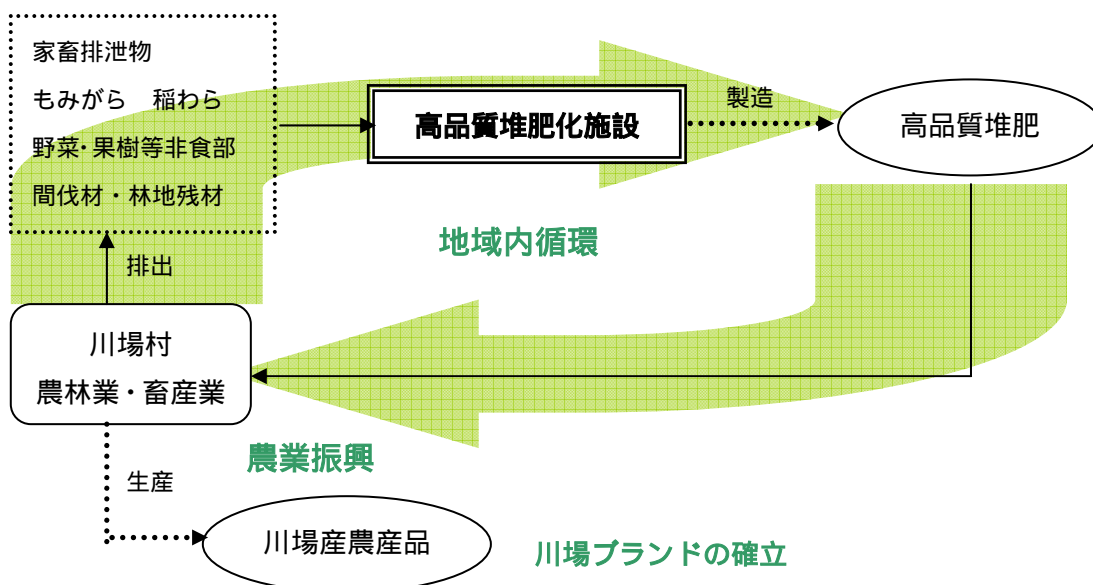 家畜排泄物
もみがら 稲わら
野菜・果樹等非食部
間伐材・林地残材
高品質堆肥化施設
製造
高品質堆肥
地域内循環
排出
川場村
農林業・畜産業
農業振興
生産
川場産農産品
川場ブランドの確立